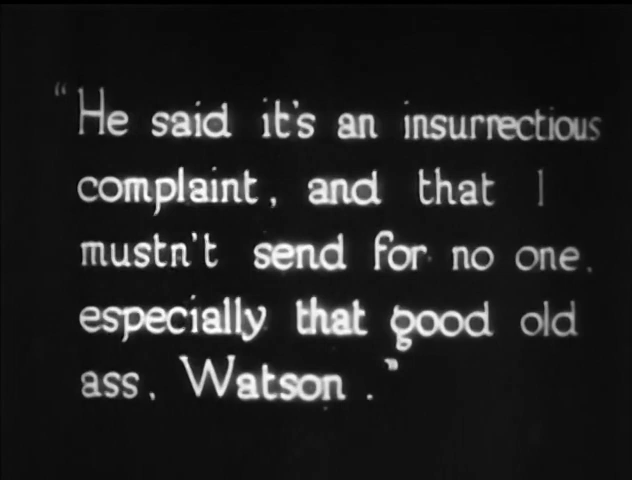 "He said it's an insurrectious
complaint, and that I
mustn't send for no one.
especially that good old
ass, Watson."